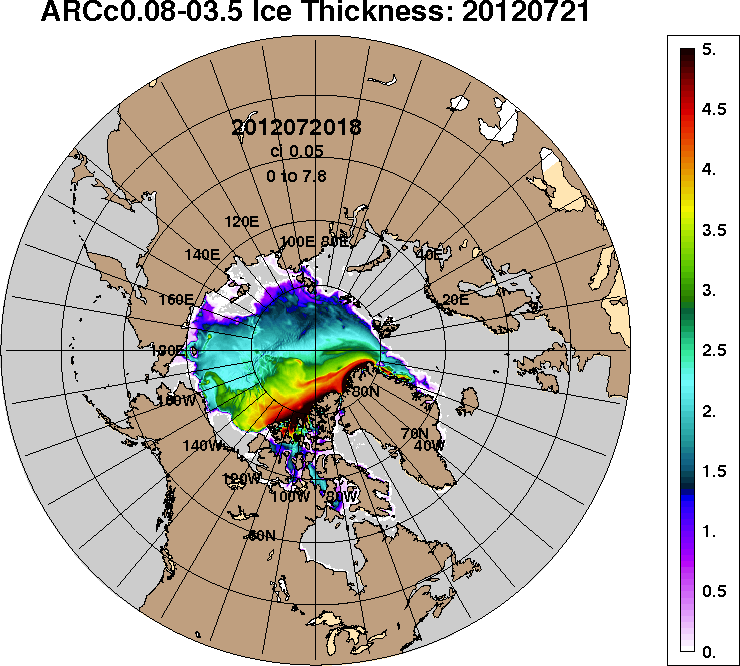 ARCc0.08-03.5 Ice Thickness: 20120721
2012072018
ci 0.05
0 to 7.8
120E
100E
80E
140E
40E
160E
20E
180E
160W
80N
140W
70N
40W
120W
100W
80W
60N
5.
4.5
4.
3.5
3.
2.5
2.
1.5
1.
0.5
0.